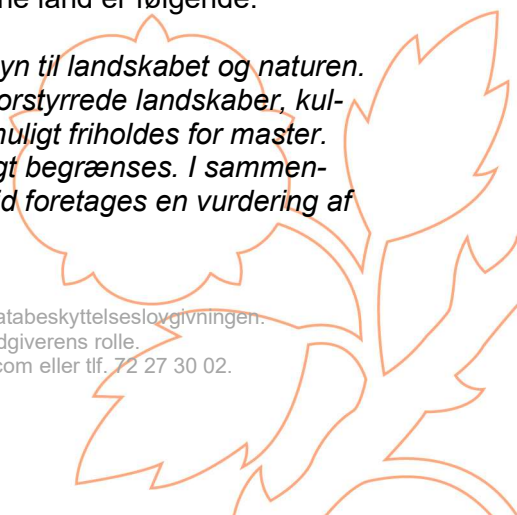 ne land er følgende:
yn til landskabet og naturen.
orstyrrede landskaber, kul-
nuligt friholdes for master.
gt begrænses. I sammen-
d foretages en vurdering af
atabeskyttelseslovgivningen.
dgiverens rolle.
com eller tlf. 72 27 30 02.